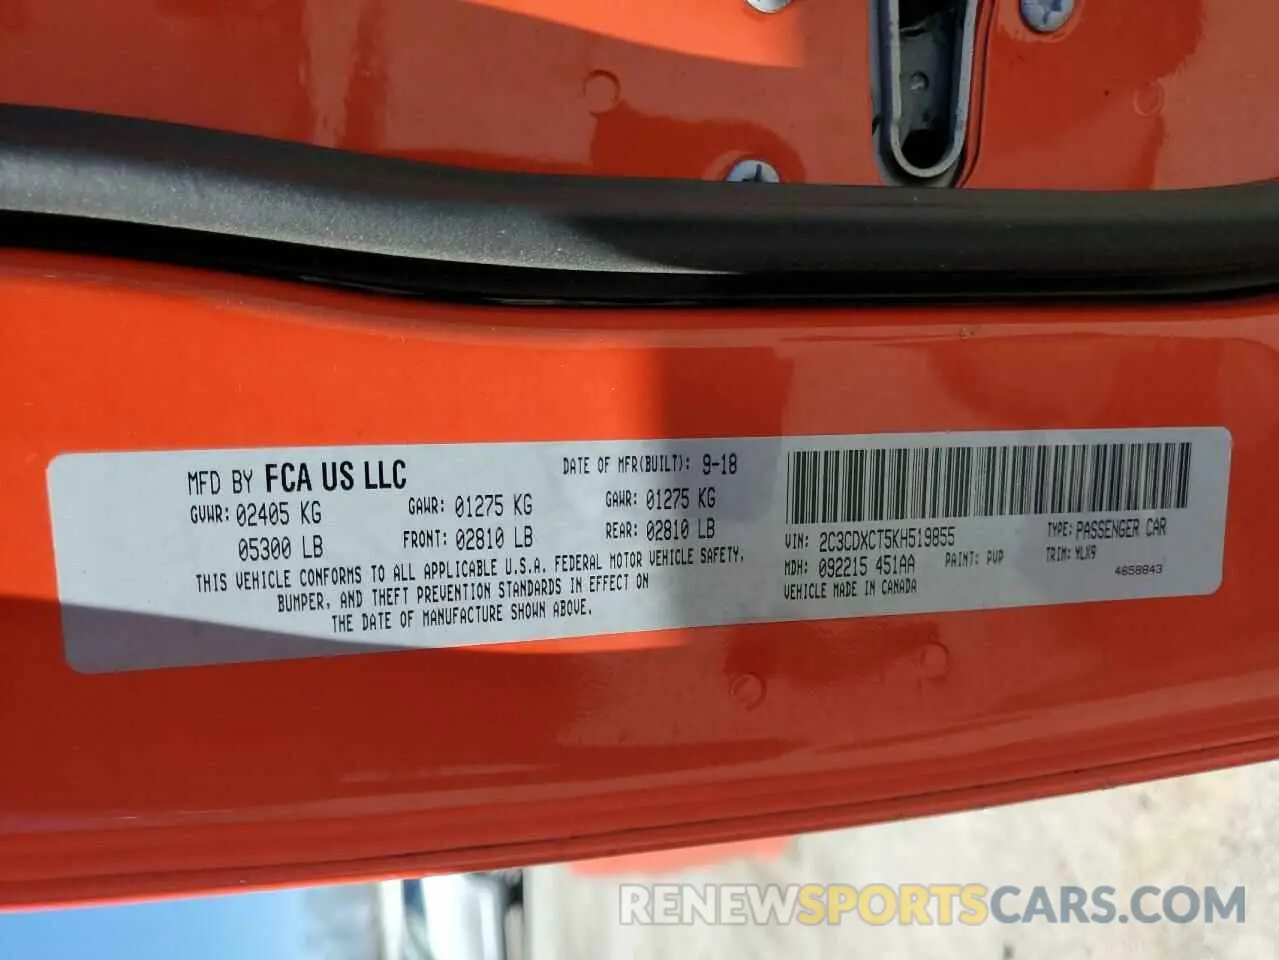 MFD BY FCA US LLC
DATE OF MFR(BUILT): 9-18
GVWR: 02405 KG
05300 LB
GAWR: 01275 KG
FRONT: 02810 LB
GAWR: 01275 KG
REAR: 02810 LB
THIS VEHICLE CONFORMS TO ALL APPLICABLE U.S.A. FEDERAL MOTOR VEHICLE SAFETY,
BUMPER, AND THEFT PREVENTION STANDARDS IN EFFECT ON
THE DATE OF MANUFACTURE SHOWN ABOVE.
VIN: 2C3CDXCT5KH519855
TYPE: PASSENGER CAR
MDH: 092215 451AA
PAINT: PVP
TRIM: YLX9
VEHICLE MADE IN CANADA
4658843
RENEWSPORTSCARS.COM